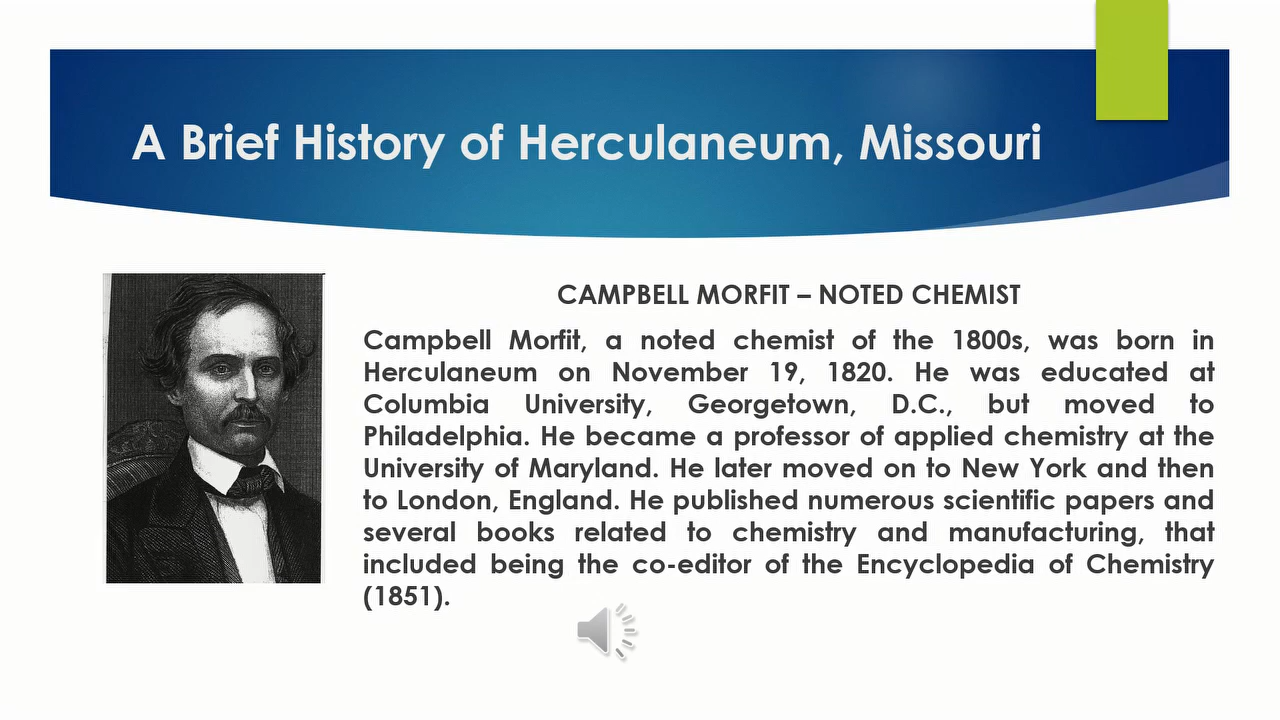 A Brief History of Herculaneum, Missouri
CAMPBELL MORFIT – NOTED CHEMIST
Campbell Morfit, a noted chemist of the 1800s, was born in
Herculaneum on November 19, 1820. He was educated at
Columbia University, Georgetown, D.C., but moved to
Philadelphia. He became a professor of applied chemistry at the
University of Maryland. He later moved on to New York and then
to London, England. He published numerous scientific papers and
several books related to chemistry and manufacturing, that
included being the co-editor of the Encyclopedia of Chemistry
(1851).